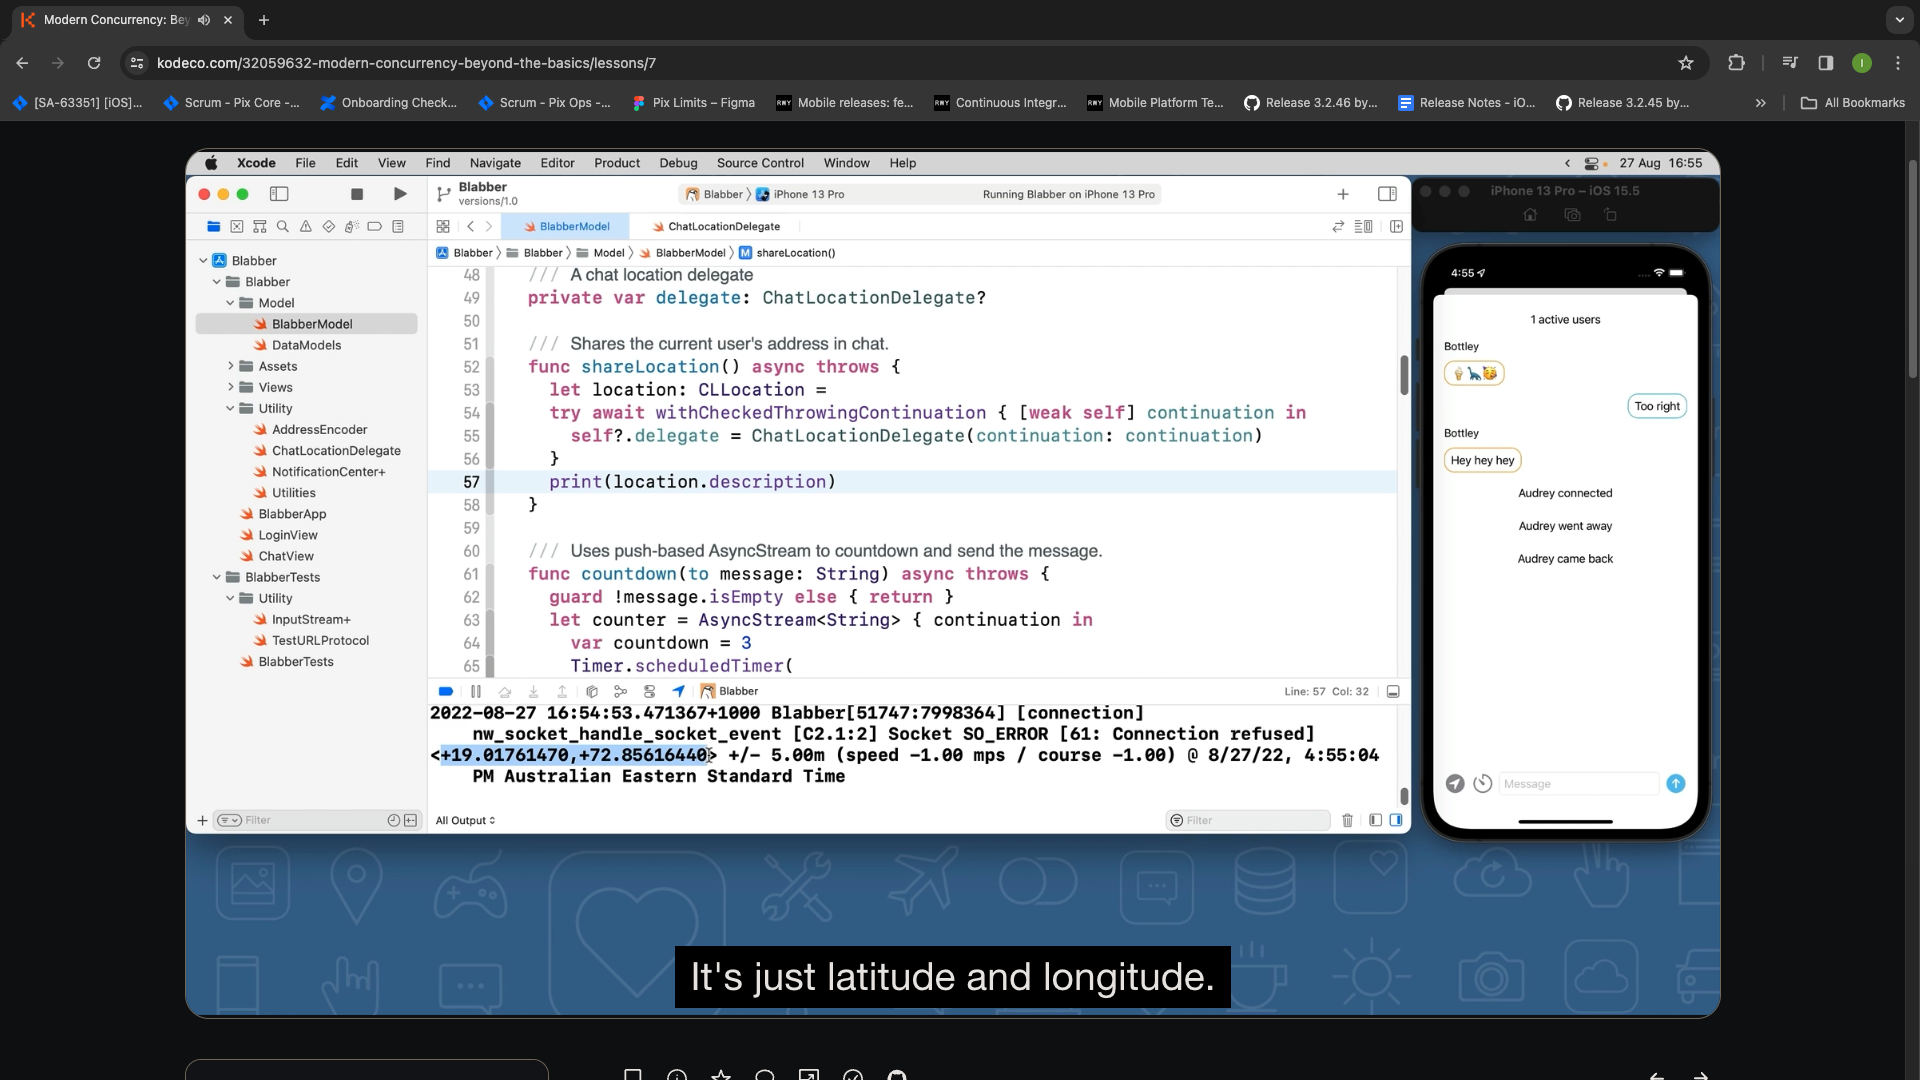 Modern Concurrency: Bey
kodeco.com/32059632-modern-concurrency-beyond-the-basics/lessons/7
I
[SA-63351] [iOS]...
Scrum - Pix Core -...
Onboarding Check...
Scrum - Pix Ops -...
Pix Limits – Figma
RWY Mobile releases: fe...
RWY Continuous Integr...
RWY Mobile Platform Te...
Release 3.2.46 by...
Release Notes - iO...
Release 3.2.45 by...
All Bookmarks
Xcode File Edit View Find Navigate Editor Product Debug Source Control Window Help
27 Aug 16:55
Blabber
versions/1.0
Blabber
iPhone 13 Pro
Running Blabber on iPhone 13 Pro
BlabberModel
ChatLocationDelegate
Blabber Blabber Model BlabberModel M shareLocation()
Blabber
Blabber
Model
BlabberModel
DataModels
Assets
Views
Utility
AddressEncoder
ChatLocationDelegate
NotificationCenter+
Utilities
BlabberApp
LoginView
ChatView
BlabberTests
Utility
InputStream+
TestURLProtocol
BlabberTests
Filter
48 /// A chat location delegate
49 private var delegate: ChatLocationDelegate?
50
51 /// Shares the current user's address in chat.
52 func shareLocation() async throws {
53 let location: CLLocation =
54 try await withCheckedThrowingContinuation { [weak self] continuation in
55 self?.delegate = ChatLocationDelegate(continuation: continuation)
56 }
57 print(location.description)
58 }
59
60 /// Uses push-based AsyncStream to countdown and send the message.
61 func countdown(to message: String) async throws {
62 guard !message.isEmpty else { return }
63 let counter = AsyncStream<String> { continuation in
64 var countdown = 3
65 Timer.scheduledTimer(
Blabber
Line: 57 Col: 32
2022-08-27 16:54:53.471367+1000 Blabber[51747:7998364] [connection]
nw_socket_handle_socket_event [C2.1:2] Socket SO_ERROR [61: Connection refused]
<+19.01761470,+72.85616440> +/- 5.00m (speed -1.00 mps / course -1.00) @ 8/27/22, 4:55:04
PM Australian Eastern Standard Time
All Output
Filter
iPhone 13 Pro – iOS 15.5
4:55
1 active users
Bottley
Too right
Bottley
Hey hey hey
Audrey connected
Audrey went away
Audrey came back
Message
It's just latitude and longitude.